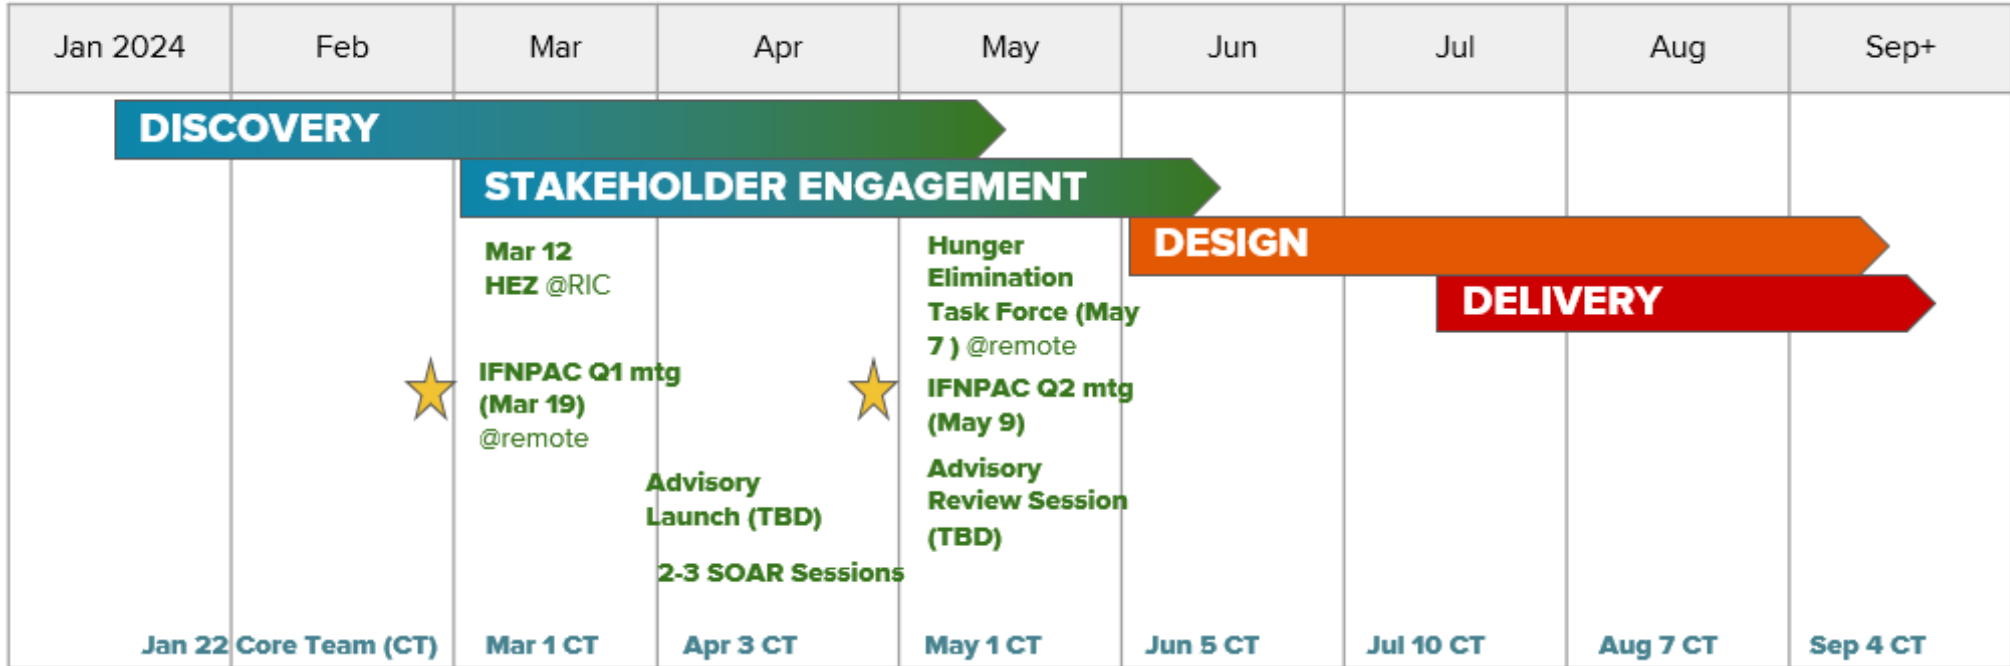 Jan 2024
Feb
Mar
Apr
May
Jun
Jul
Aug
Sep+
DISCOVERY
STAKEHOLDER ENGAGEMENT
DESIGN
DELIVERY
Mar 12
HEZ @RIC
IFNPAC Q1 mtg
(Mar 19)
@remote
Advisory
Launch (TBD)
2-3 SOAR Sessions
Hunger
Elimination
Task Force (May
7 ) @remote
IFNPAC Q2 mtg
(May 9)
Advisory
Review Session
(TBD)
Jan 22 Core Team (CT)
Mar 1 CT
Apr 3 CT
May 1 CT
Jun 5 CT
Jul 10 CT
Aug 7 CT
Sep 4 CT